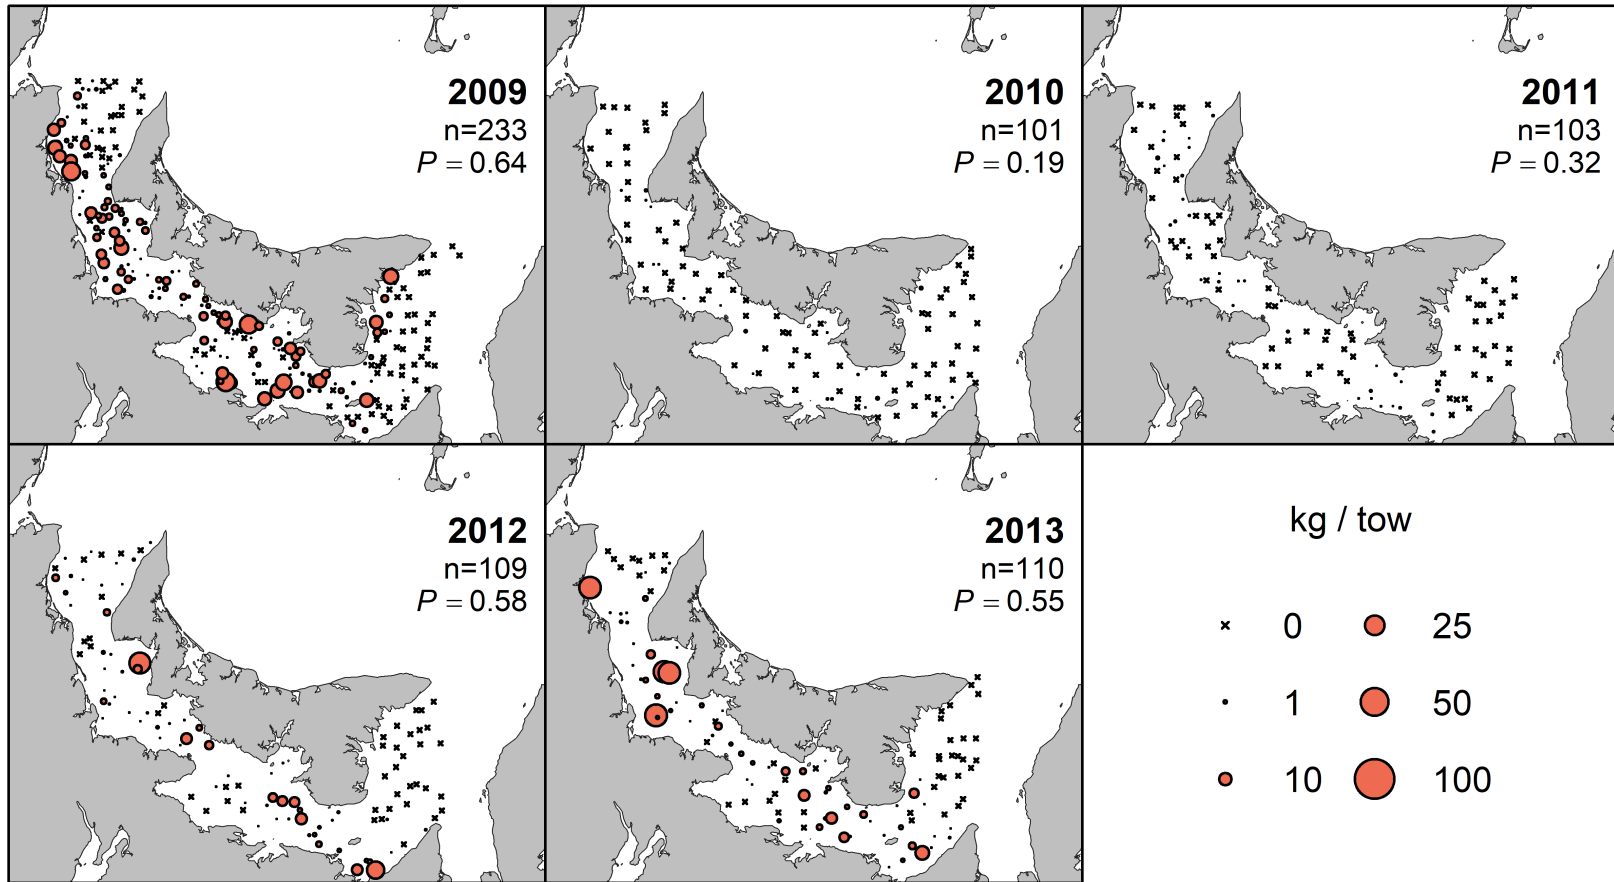 2009
n=233
P = 0.64
2010
n=101
P = 0.19
2011
n=103
P = 0.32
2012
n=109
P = 0.58
2013
n=110
P = 0.55
kg / tow
0 25
1 50
10 100